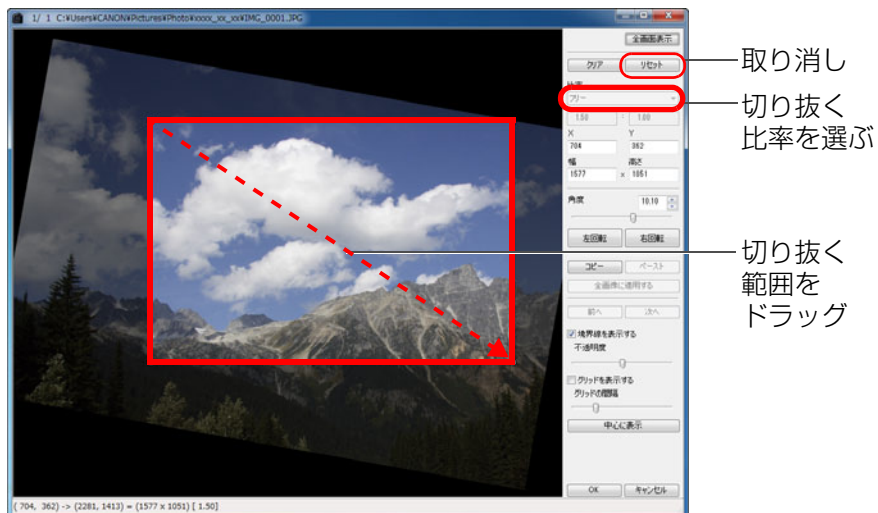 1/ 1 C:¥Users¥CANON¥Pictures¥Photo¥xxxx_xx_xx¥IMG_0001.JPG
全画面表示
クリア リセット
取り消し
比率
フリー
切り抜く
比率を選ぶ
1.50 : 1.00
X Y
704 362
幅 高さ
1577 x 1051
角度 10.10
左回転 右回転
切り抜く
範囲を
ドラッグ
コピー ペースト
全画像に適用する
前へ 次へ
境界線を表示する
不透明度
グリッドを表示する
グリッドの間隔
中心に表示
OK キャンセル
( 704, 362) -> (2281, 1413) = (1577 x 1051) [ 1.50]